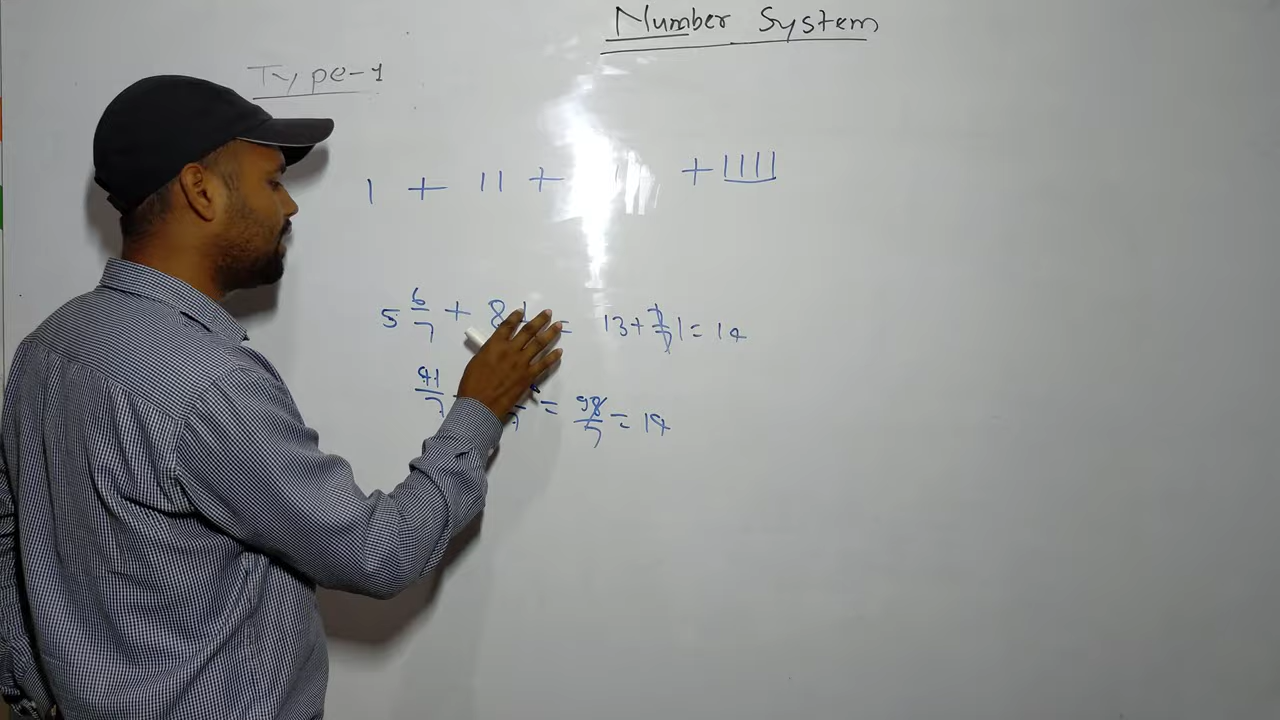 Number System
Type-1
1 + 11 + 111 + 1111
5 6/7 + 8 1 = 13 + 7/7 1 = 14
41/7 /7 = 98/7 = 14